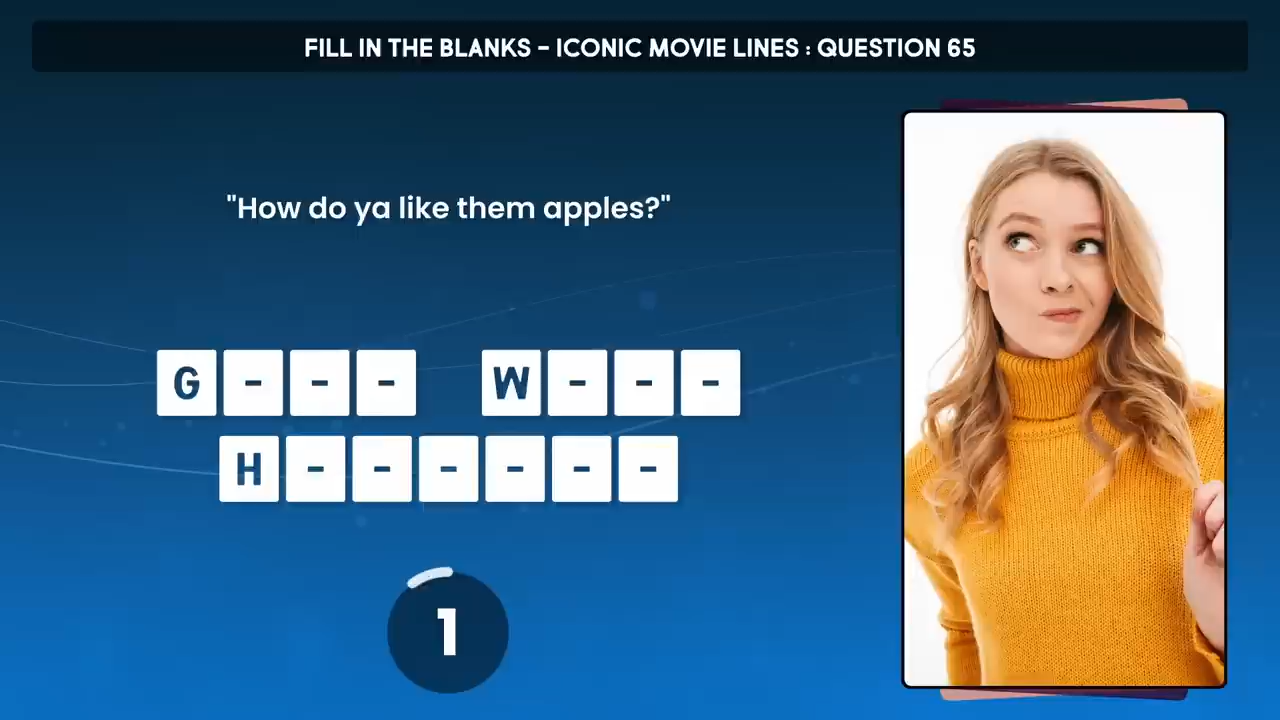 FILL IN THE BLANKS – ICONIC MOVIE LINES : QUESTION 65
"How do ya like them apples?"
G - - - W - - -
H - - - - - -
1